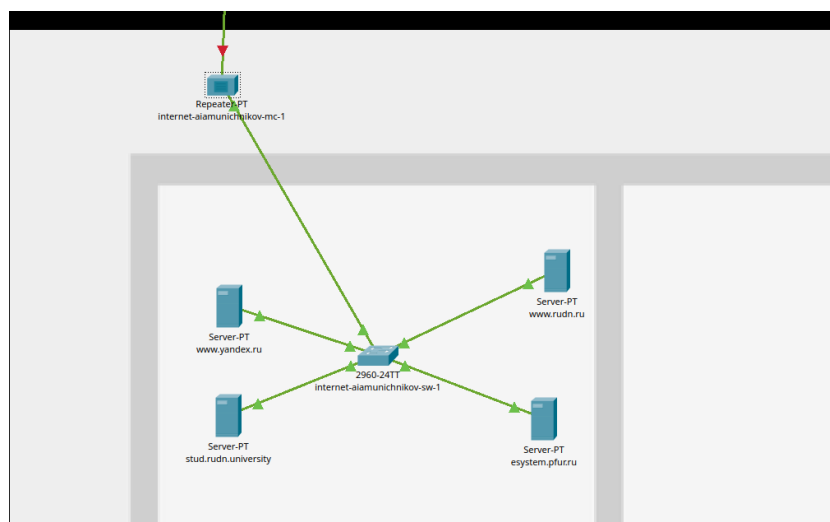 Repeater-PT
internet-aiamunichnikov-mc-1
Server-PT
www.rudn.ru
Server-PT
www.yandex.ru
2960-24TT
internet-aiamunichnikov-sw-1
Server-PT
stud.rudn.university
Server-PT
esystem.pfur.ru